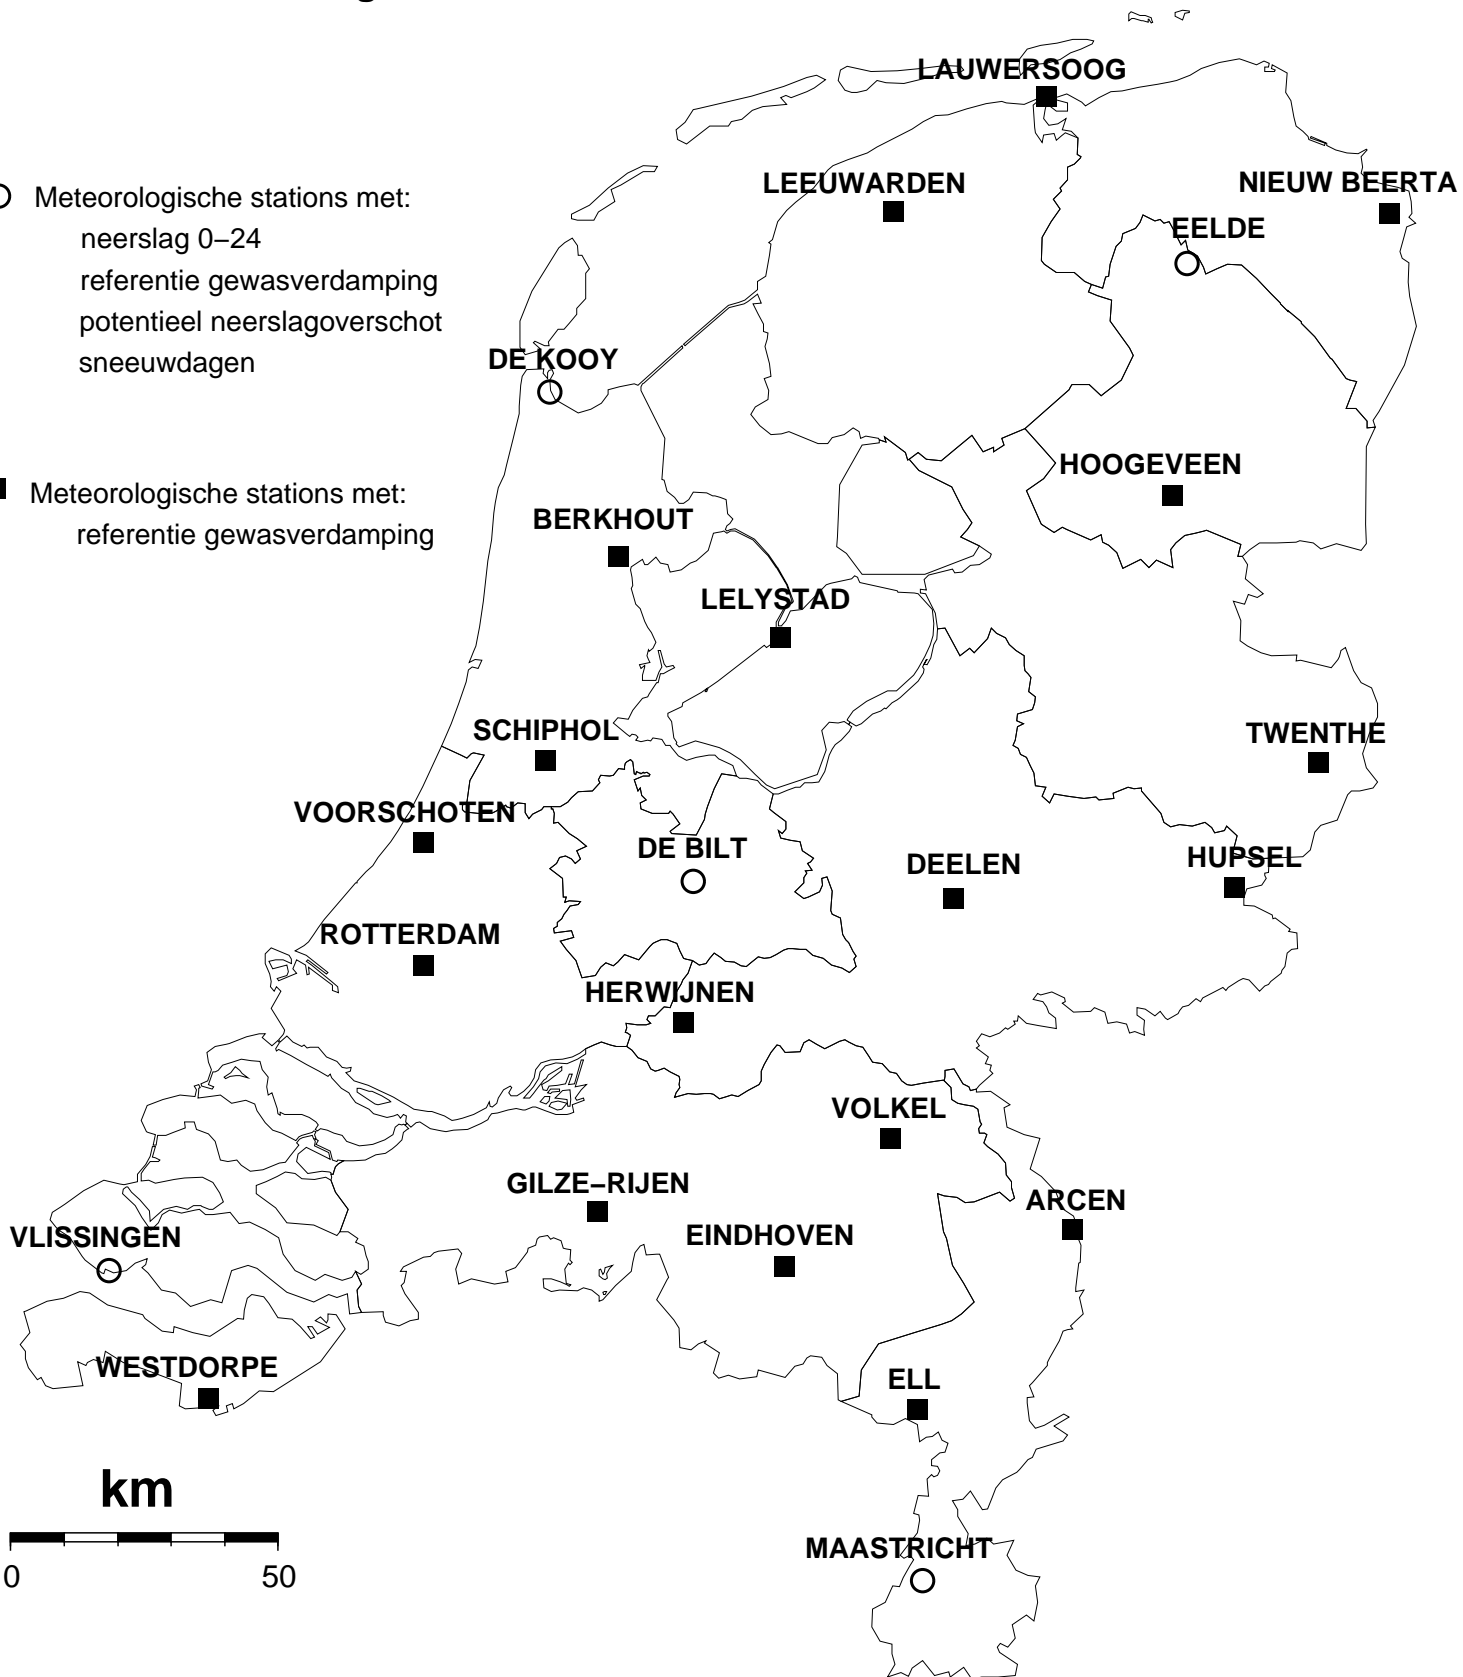 LAUWERSOOG
LEEUWARDEN
NIEUW BEERTA
Meteorologische stations met:
EELDE
neerslag 0–24
referentie gewasverdamping
potentieel neerslagoverschot
sneeuwdagen
DE KOOY
HOOGEVEEN
Meteorologische stations met:
BERKHOUT
referentie gewasverdamping
LELYSTAD
SCHIPHOL
TWENTHE
VOORSCHOTEN
DE BILT
HUPSEL
DEELEN
ROTTERDAM
HERWIJNEN
VOLKEL
GILZE–RIJEN
ARCEN
VLISSINGEN
EINDHOVEN
WESTDORPE
ELL
km
MAASTRICHT
0 50